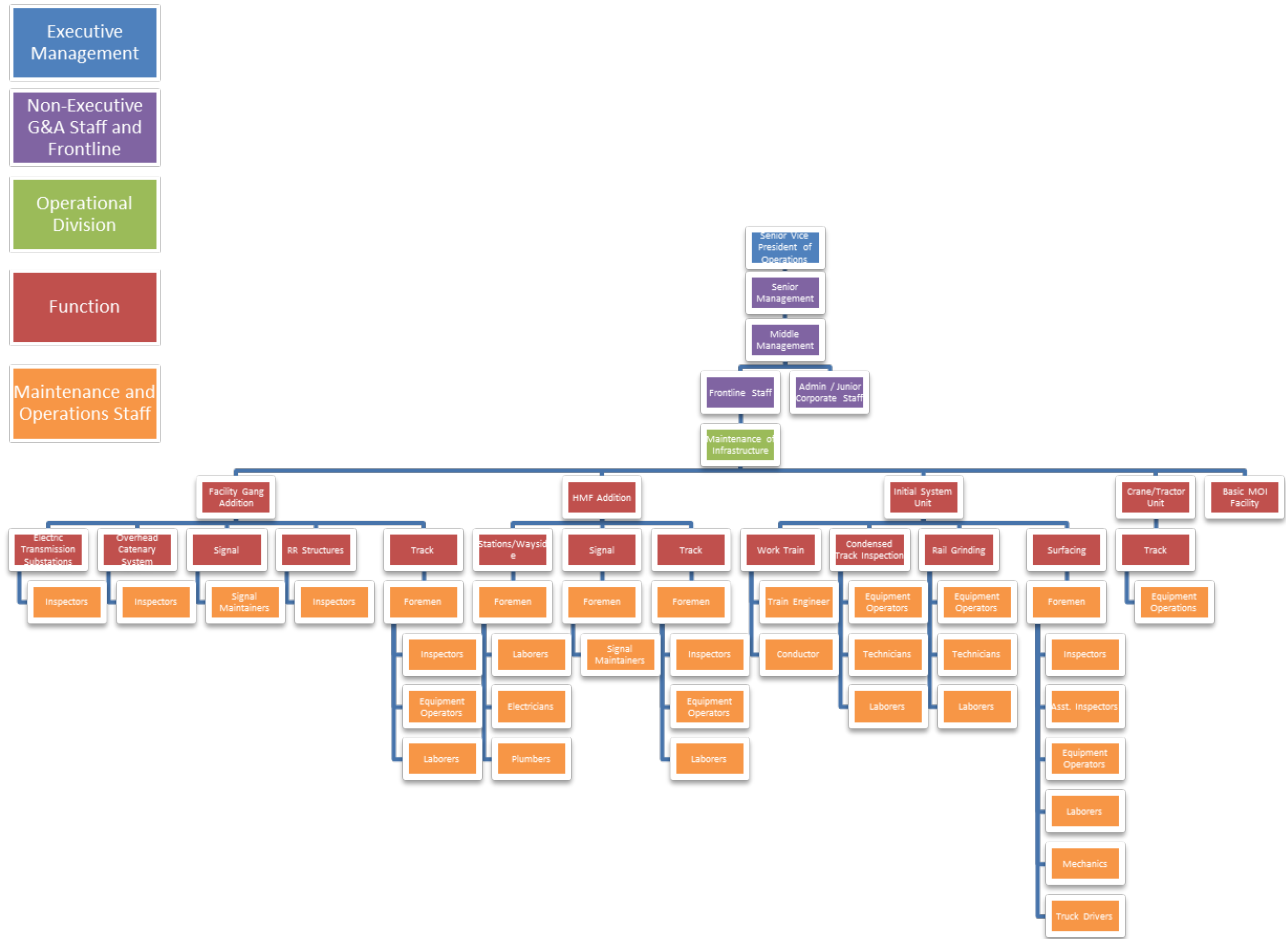 Executive
Management
Non-Executive
G&A Staff and
Frontline
Operational
Division
Function
Maintenance and
Operations Staff
Senior Vice
President of
Operations
Senior
Management
Middle
Management
Frontline Staff
Admin / Junior
Corporate Staff
Maintenance of
Infrastructure
Facility Gang
Addition
HMF Addition
Initial System
Unit
Crane/Tractor
Unit
Basic MOI
Facility
Electric
Transmission
Substations
Overhead
Catenary
System
Signal
RR Structures
Track
Stations/Waysid
e
Signal
Track
Work Train
Condensed
Track Inspection
Rail Grinding
Surfacing
Track
Inspectors
Inspectors
Signal
Maintainers
Inspectors
Foremen
Foremen
Foremen
Foremen
Train Engineer
Equipment
Operators
Equipment
Operators
Foremen
Equipment
Operations
Inspectors
Laborers
Signal
Maintainers
Inspectors
Conductor
Technicians
Technicians
Inspectors
Equipment
Operators
Electricians
Equipment
Operators
Laborers
Laborers
Asst. Inspectors
Laborers
Plumbers
Laborers
Equipment
Operators
Laborers
Mechanics
Truck Drivers